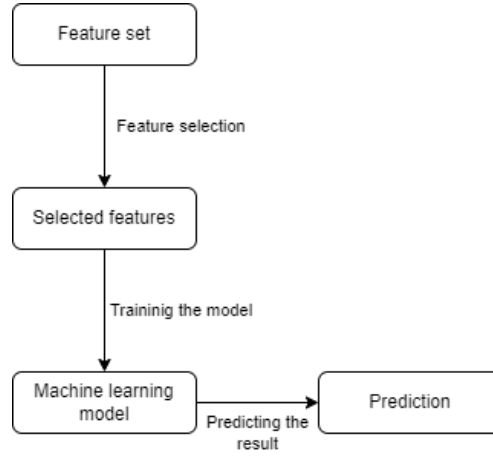 Feature set
Feature selection
Selected features
Traininig the model
Machine learning
model
Predicting the
result
Prediction